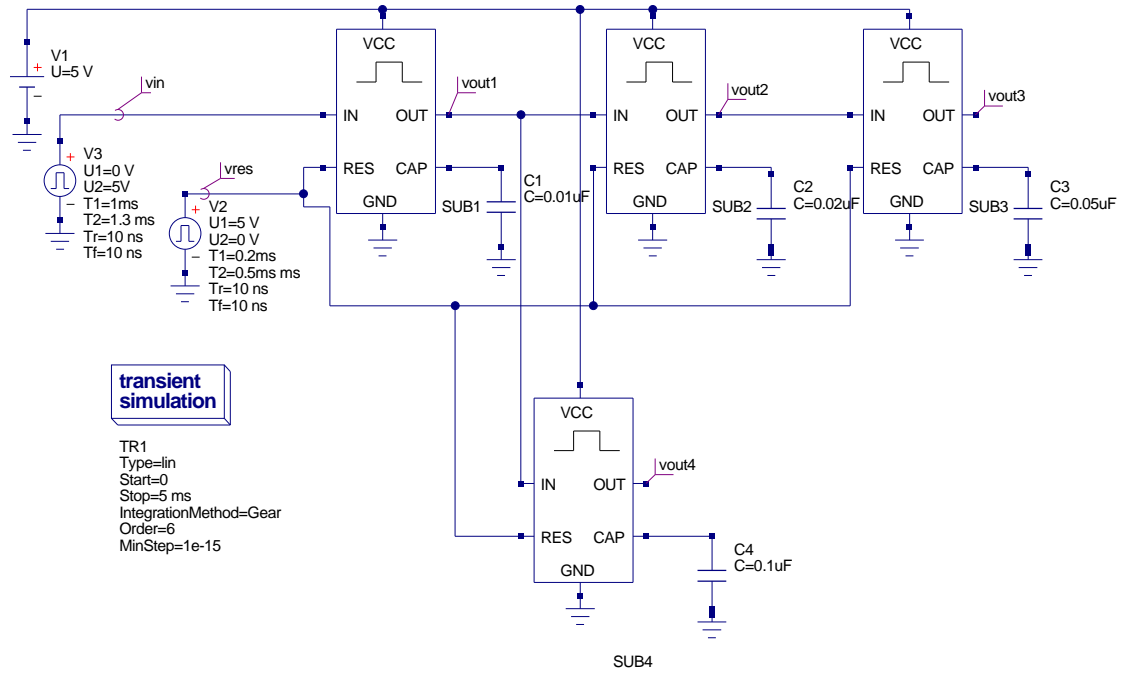 V1
U=5 V
vin
V3
U1=0 V
U2=5V
T1=1ms
T2=1.3 ms
Tr=10 ns
Tf=10 ns
vres
V2
U1=5 V
U2=0 V
T1=0.2ms
T2=0.5ms ms
Tr=10 ns
Tf=10 ns
VCC
IN OUT
RES CAP
GND
SUB1
vout1
C1
C=0.01uF
VCC
IN OUT
RES CAP
GND
SUB2
vout2
C2
C=0.02uF
VCC
IN OUT
RES CAP
GND
SUB3
vout3
C3
C=0.05uF
transient
simulation
TR1
Type=lin
Start=0
Stop=5 ms
IntegrationMethod=Gear
Order=6
MinStep=1e-15
VCC
IN OUT
RES CAP
GND
vout4
C4
C=0.1uF
SUB4